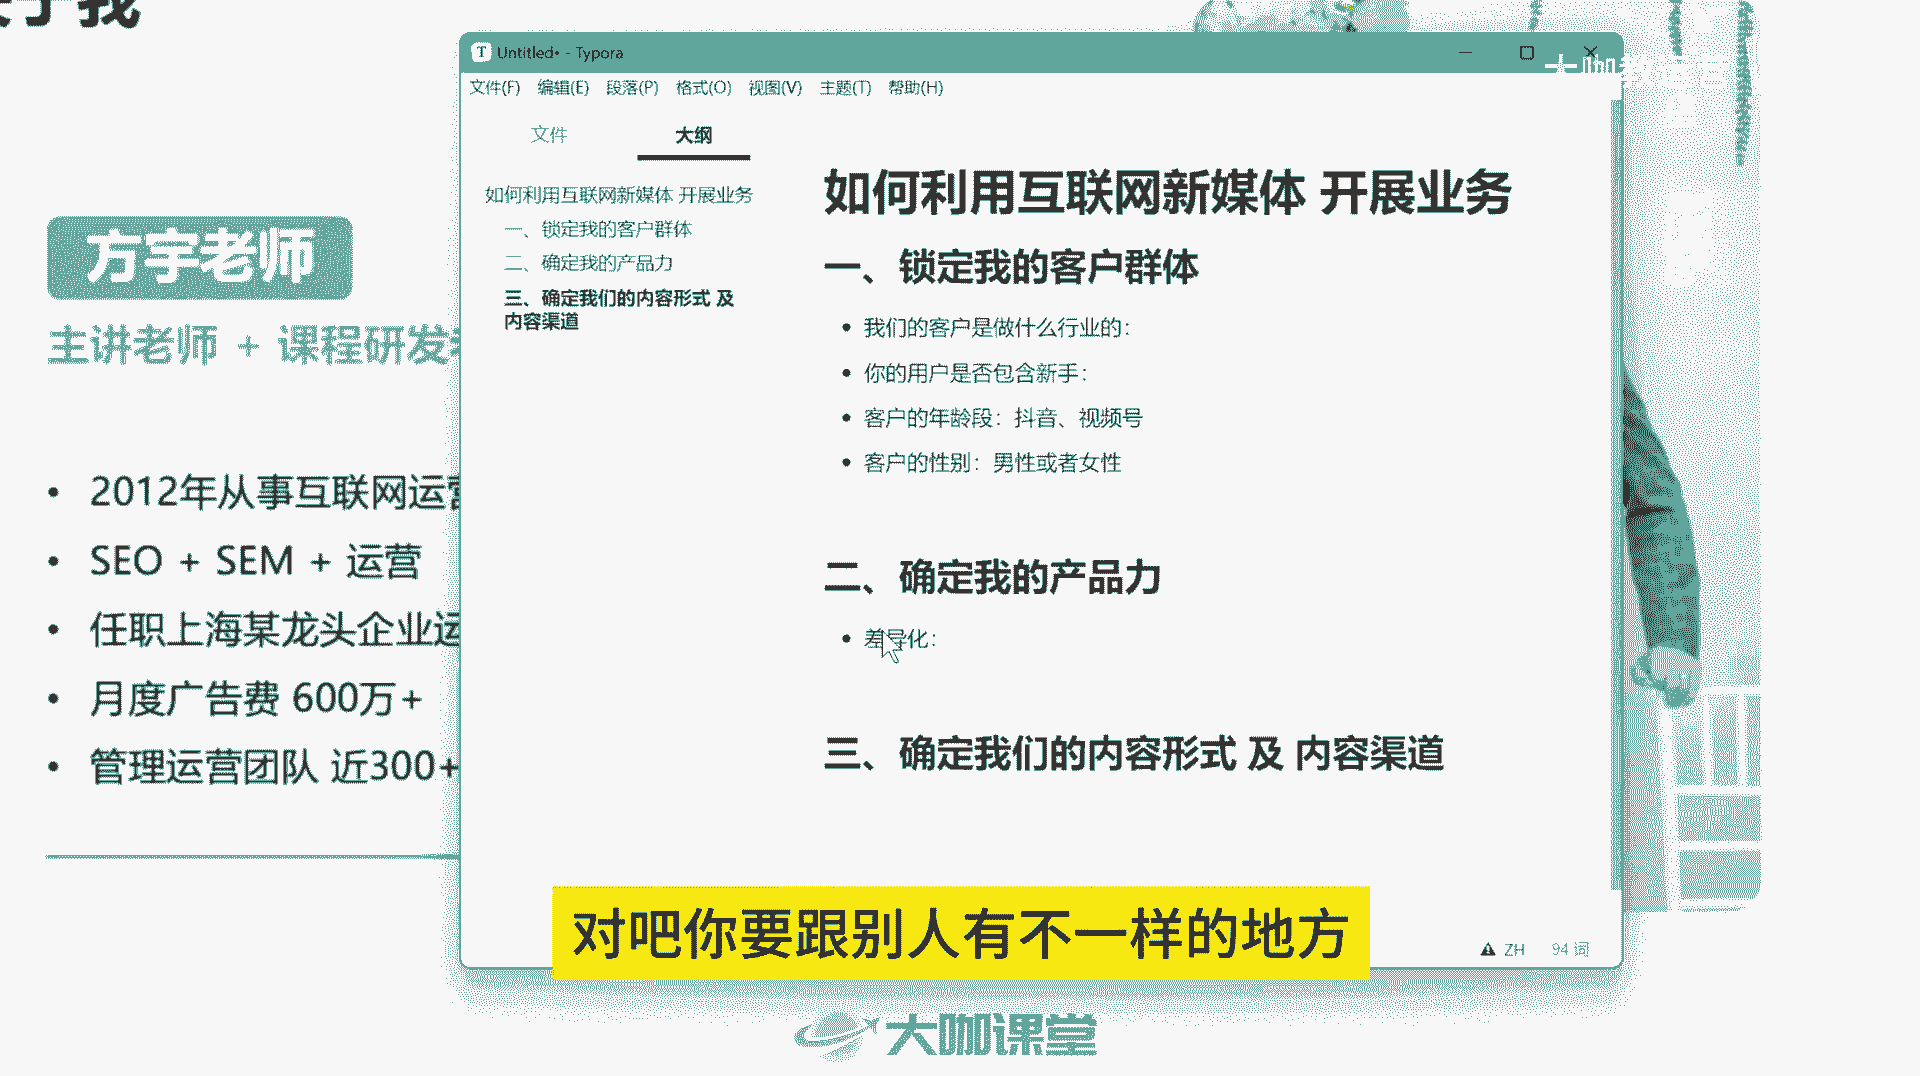 于我
方宇老师
主讲老师 + 课程研发
2012年从事互联网运营
SEO + SEM + 运营
任职上海某龙头企业运
月度广告费 600万+
管理运营团队 近300+
Untitled• - Typora
文件(F) 编辑(E) 段落(P) 格式(O) 视图(V) 主题(T) 帮助(H)
文件 大纲
如何利用互联网新媒体 开展业务
一、锁定我的客户群体
二、确定我的产品力
三、确定我们的内容形式 及
内容渠道
如何利用互联网新媒体 开展业务
一、锁定我的客户群体
我们的客户是做什么行业的：
你的用户是否包含新手：
客户的年龄段：抖音、视频号
客户的性别：男性或者女性
二、确定我的产品力
差异化：
三、确定我们的内容形式 及 内容渠道
ZH 94 词
对吧你要跟别人有不一样的地方
大咖课堂